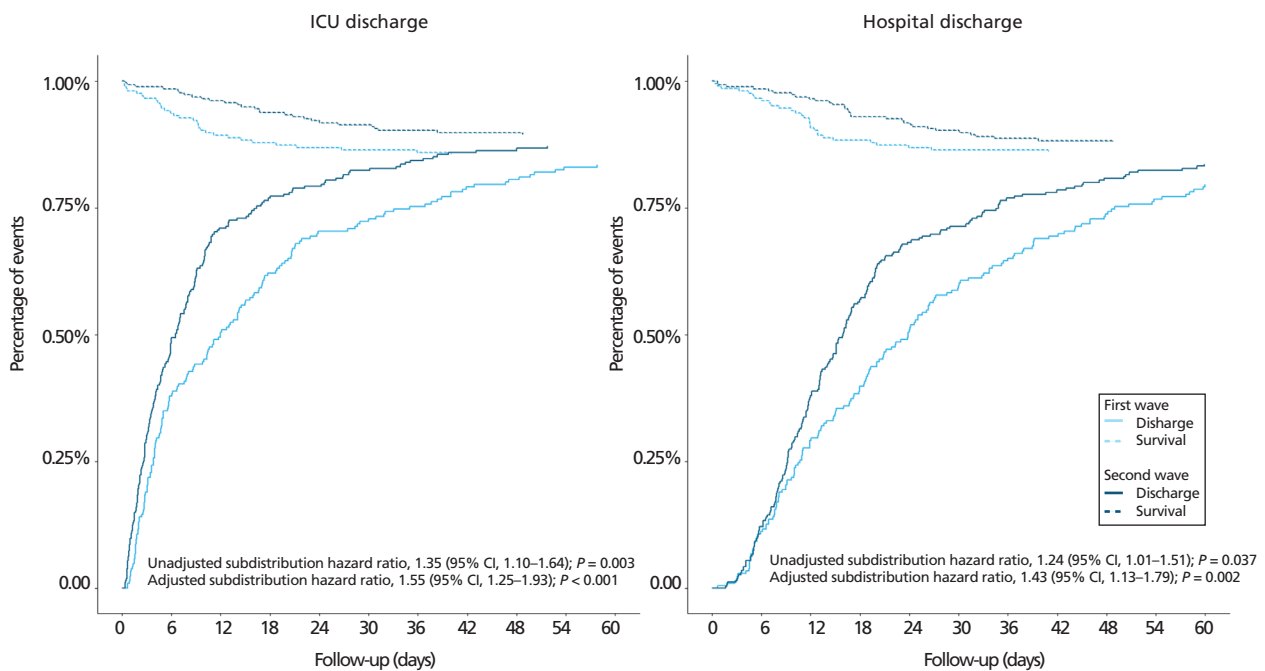 ICU discharge
Percentage of events
1.00%
0.75%
0.50%
0.25%
0.00
Unadjusted subdistribution hazard ratio, 1.35 (95% CI, 1.10–1.64); P = 0.003
Adjusted subdistribution hazard ratio, 1.55 (95% CI, 1.25–1.93); P < 0.001
0 6 12 18 24 30 36 42 48 54 60
Follow-up (days)
Hospital discharge
Percentage of events
1.00%
0.75%
0.50%
0.25%
0.00
First wave
Disharge
Survival
Second wave
Discharge
Survival
Unadjusted subdistribution hazard ratio, 1.24 (95% CI, 1.01–1.51); P = 0.037
Adjusted subdistribution hazard ratio, 1.43 (95% CI, 1.13–1.79); P = 0.002
0 6 12 18 24 30 36 42 48 54 60
Follow-up (days)